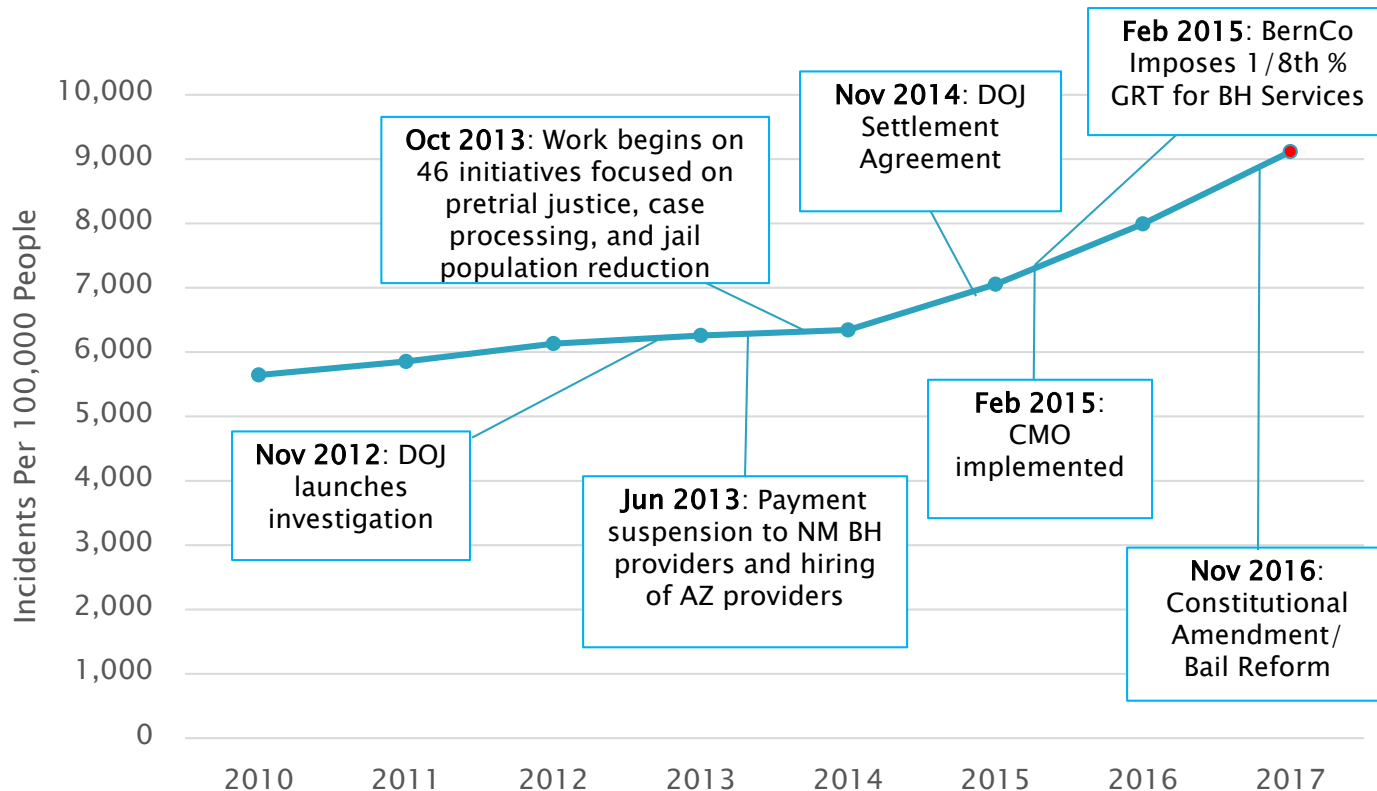 Incidents Per 100,000 People
10,000
9,000
8,000
7,000
6,000
5,000
4,000
3,000
2,000
1,000
0
Nov 2012: DOJ
launches
investigation
Oct 2013: Work begins on
46 initiatives focused on
pretrial justice, case
processing, and jail
population reduction
Jun 2013: Payment
suspension to NM BH
providers and hiring
of AZ providers
Nov 2014: DOJ
Settlement
Agreement
Feb 2015: BernCo
Imposes 1/8th %
GRT for BH Services
Feb 2015:
CMO
implemented
Nov 2016:
Constitutional
Amendment/
Bail Reform
2010
2011
2012
2013
2014
2015
2016
2017